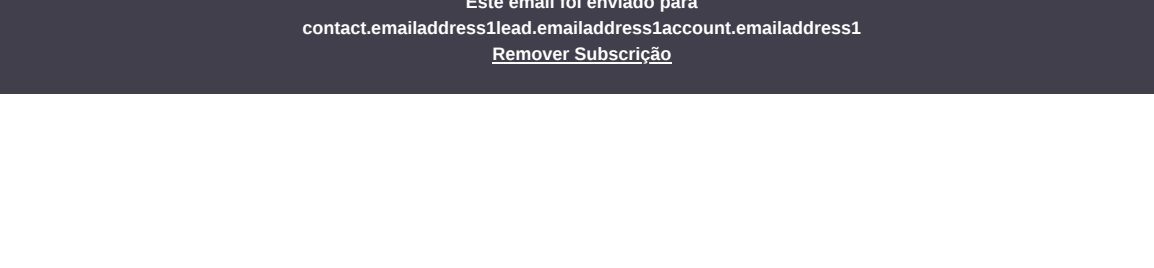 Este email foi enviado para
contact.emailaddress1lead.emailaddress1account.emailaddress1
Remover Subscrição